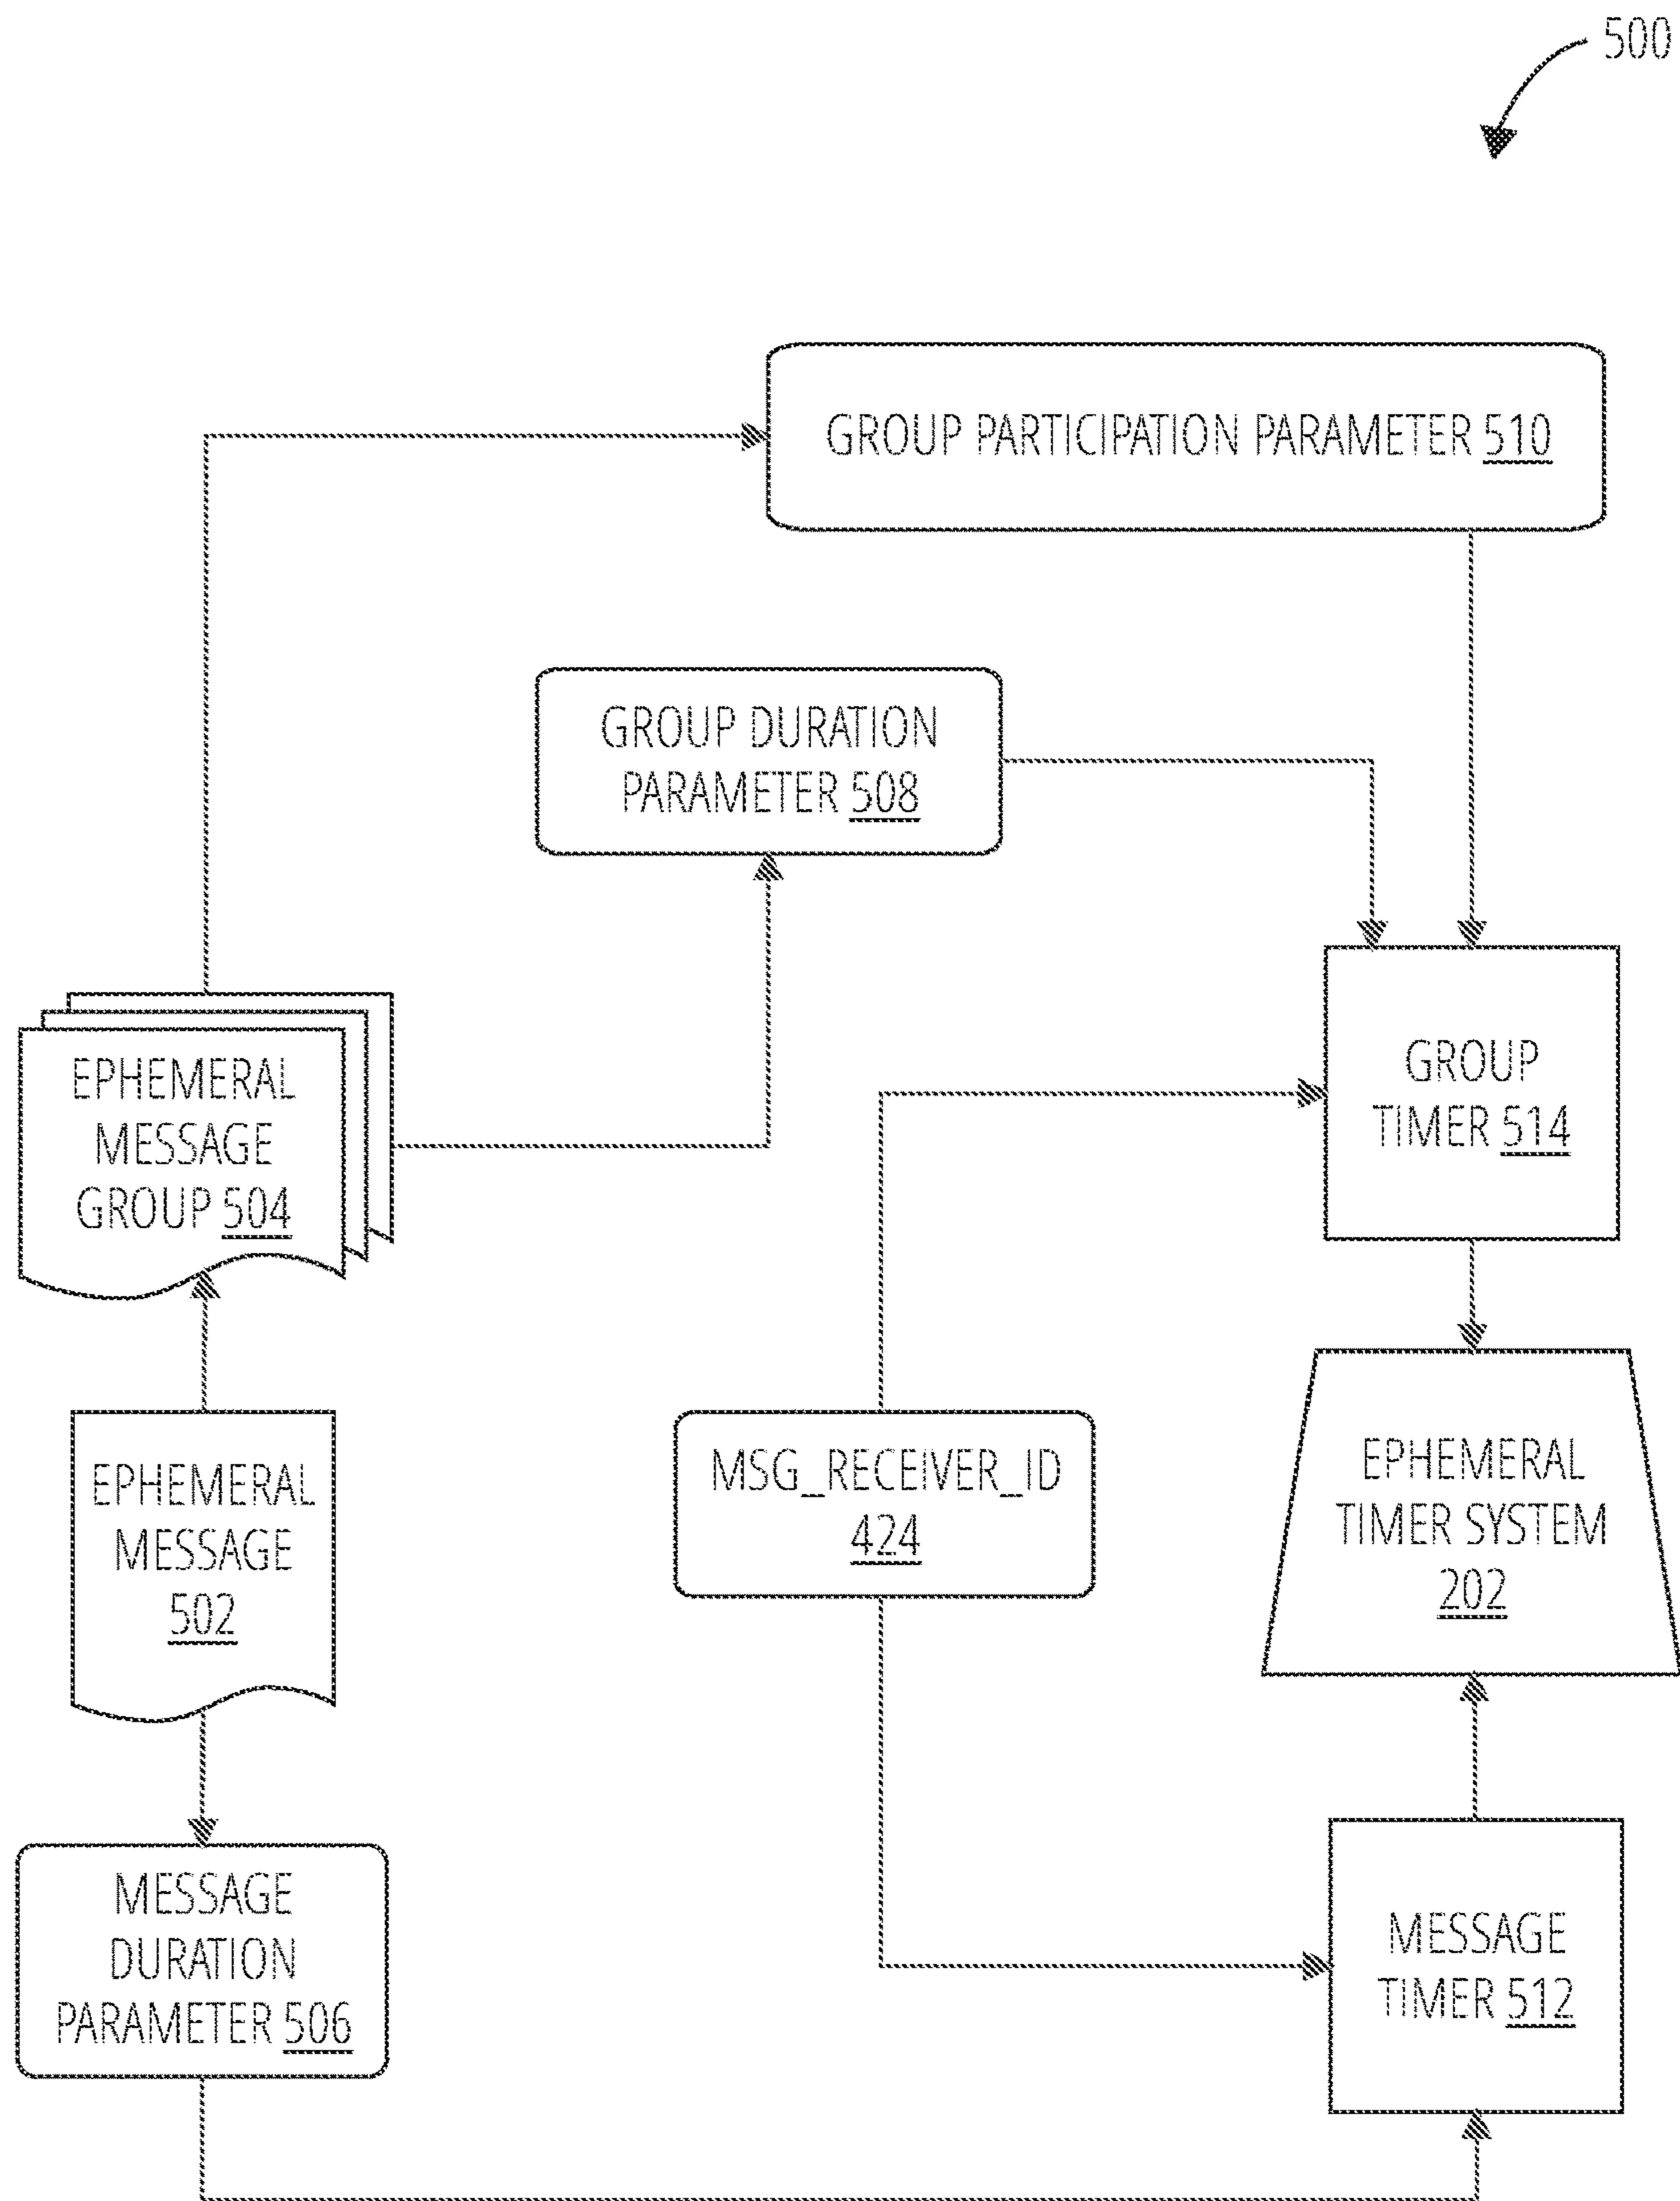 500
GROUP PARTICIPATION PARAMETER 510
GROUP DURATION
PARAMETER 508
EPHEMERAL
MESSAGE
GROUP 504
GROUP
TIMER 514
EPHEMERAL
MESSAGE
502
MSG_RECEIVER_ID
424
EPHEMERAL
TIMER SYSTEM
202
MESSAGE
DURATION
PARAMETER 506
MESSAGE
TIMER 512